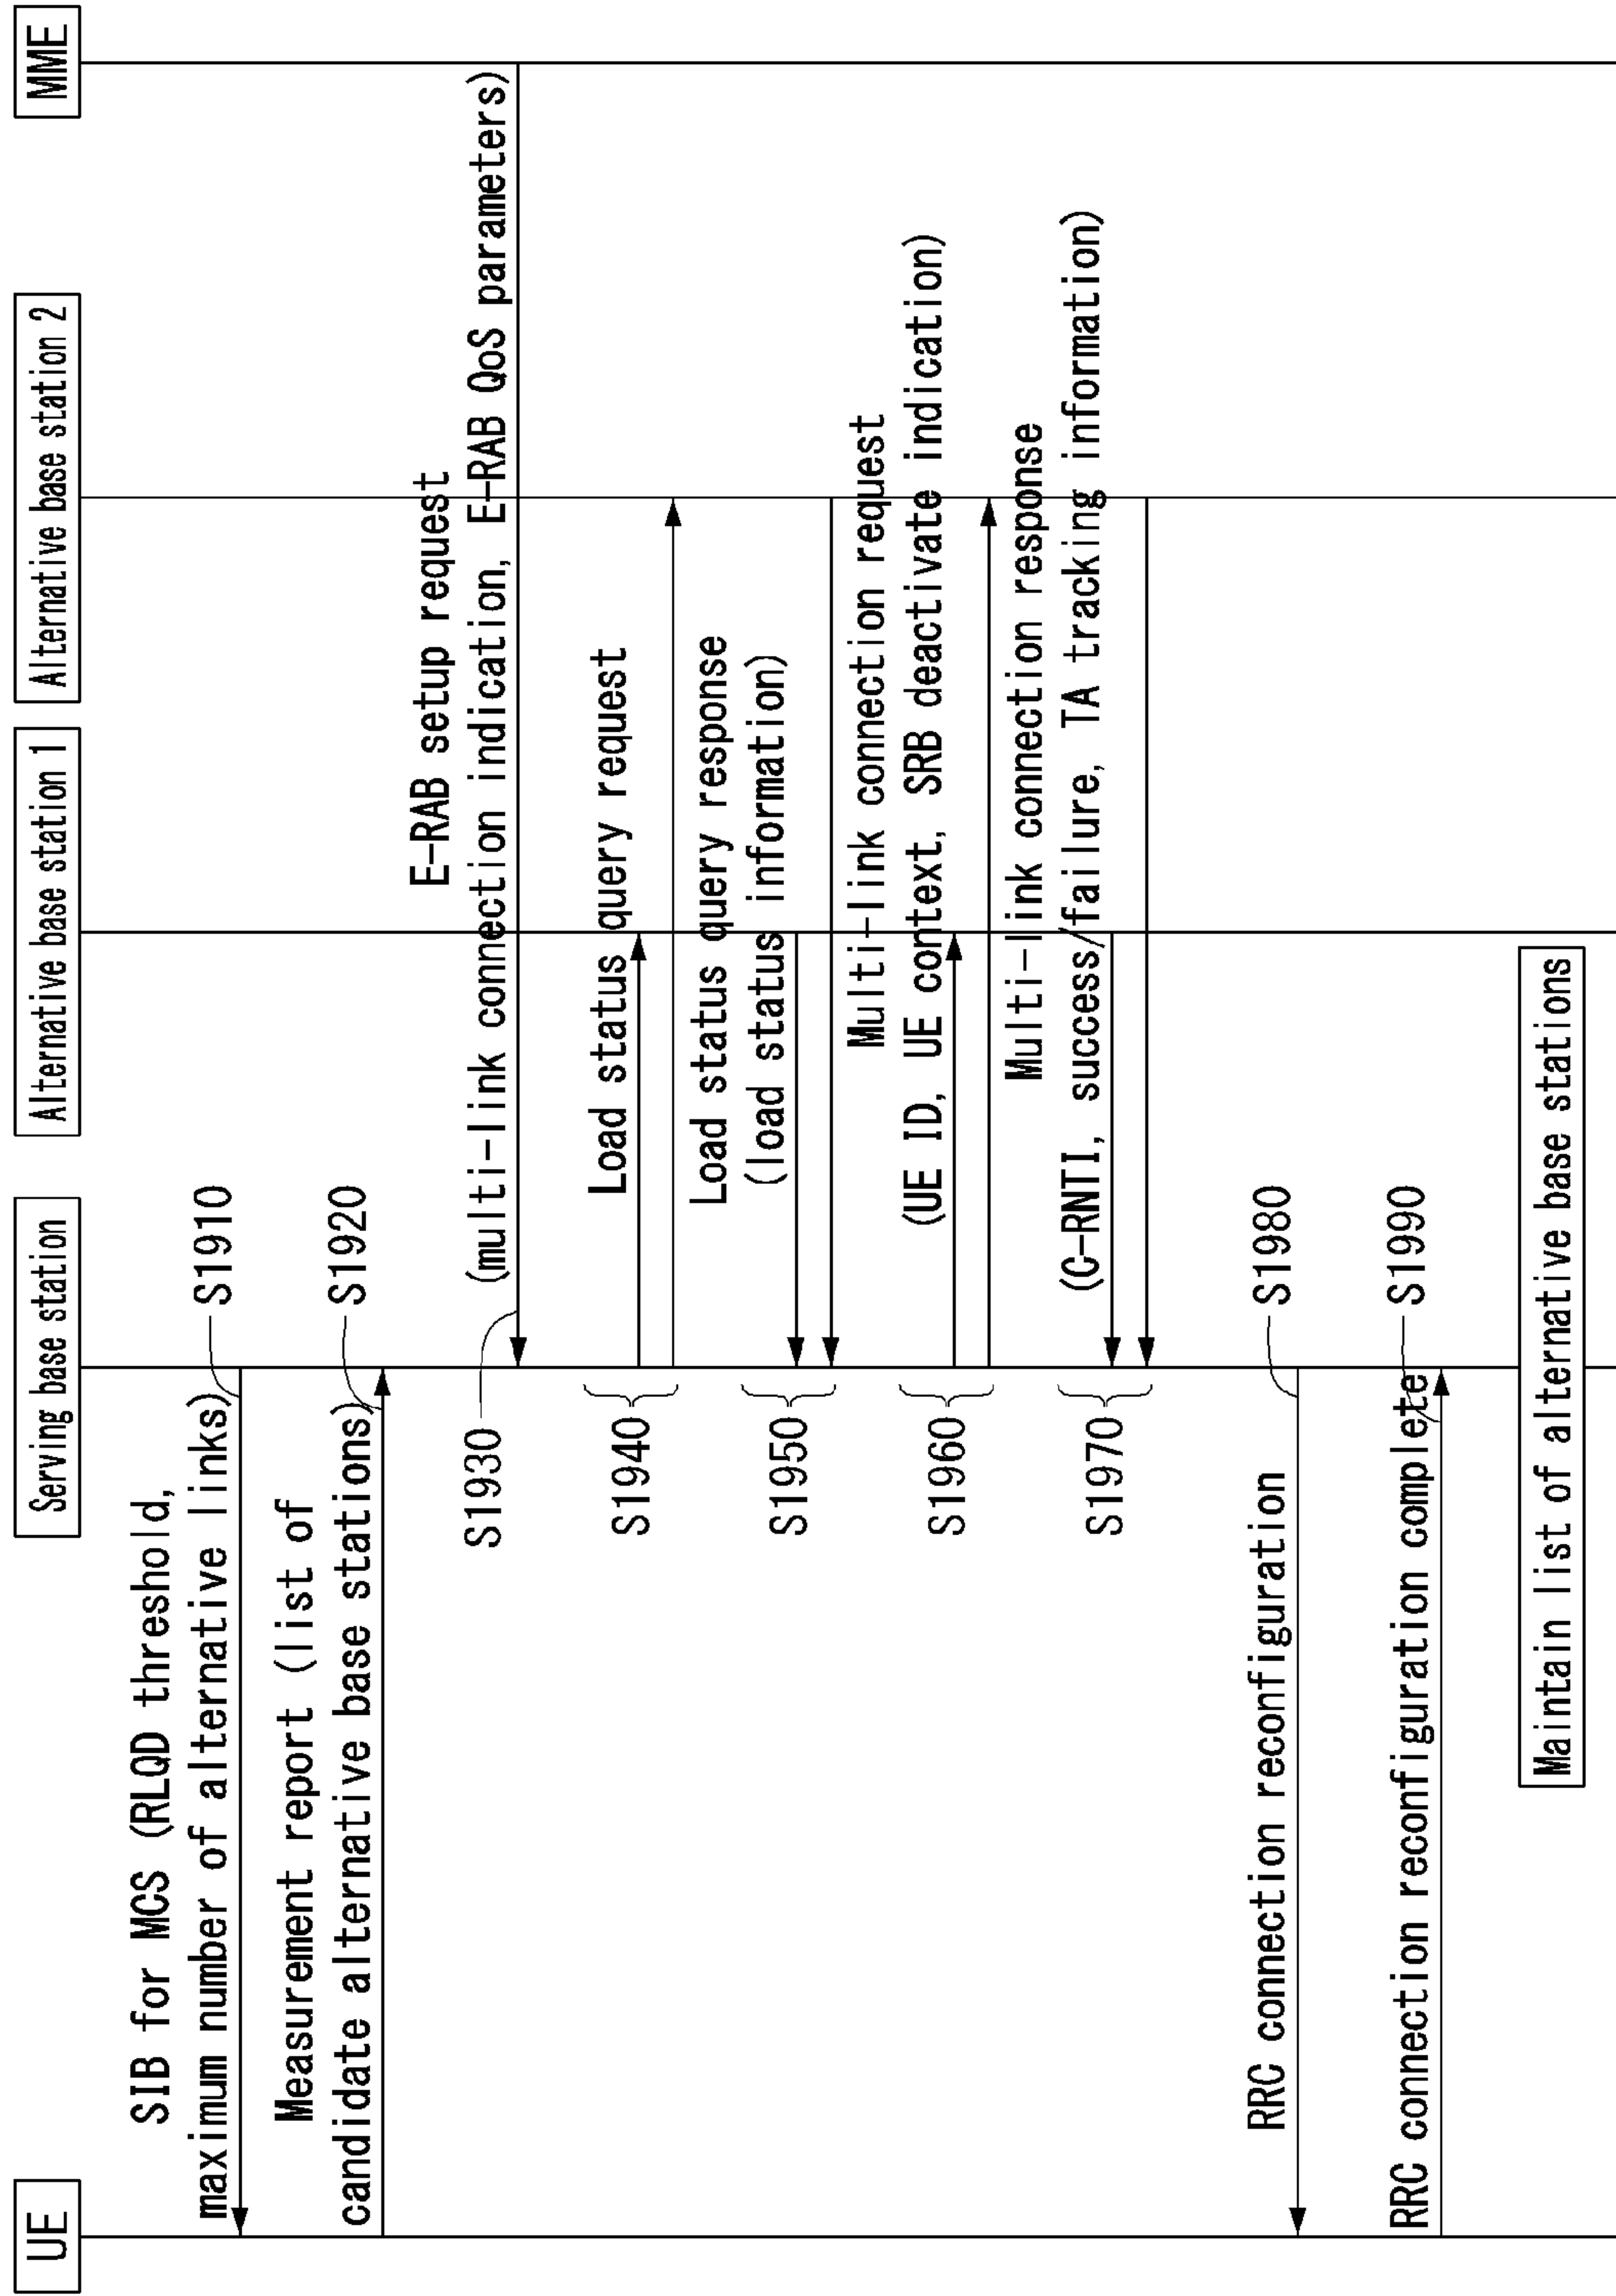 UE
Serving base station
Alternative base station 1
Alternative base station 2
MME
SIB for MCS (RLQD threshold,
maximum number of alternative links)
S1910
Measurement report (list of
candidate alternative base stations)
S1920
E-RAB setup request
(multi-link connection indication, E-RAB QoS parameters)
S1930
Load status query request
S1940
Load status query response
(load status information)
S1950
Multi-link connection request
(UE ID, UE context, SRB deactivate indication)
S1960
Multi-link connection response
(C-RNTI, success/failure, TA tracking information)
S1970
RRC connection reconfiguration
S1980
RRC connection reconfiguration complete
S1990
Maintain list of alternative base stations